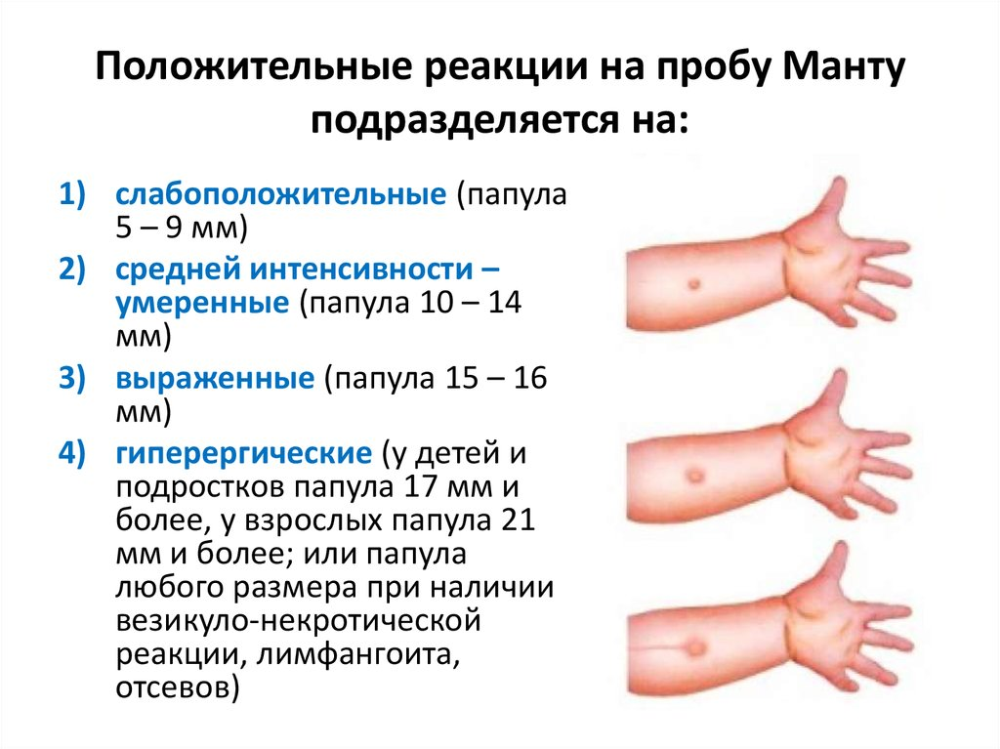 Положительные реакции на пробу Манту
подразделяется на:
1) слабоположительные (папула
5 – 9 мм)
2) средней интенсивности –
умеренные (папула 10 – 14
мм)
3) выраженные (папула 15 – 16
мм)
4) гиперергические (у детей и
подростков папула 17 мм и
более, у взрослых папула 21
мм и более; или папула
любого размера при наличии
везикуло-некротической
реакции, лимфангоита,
отсевов)